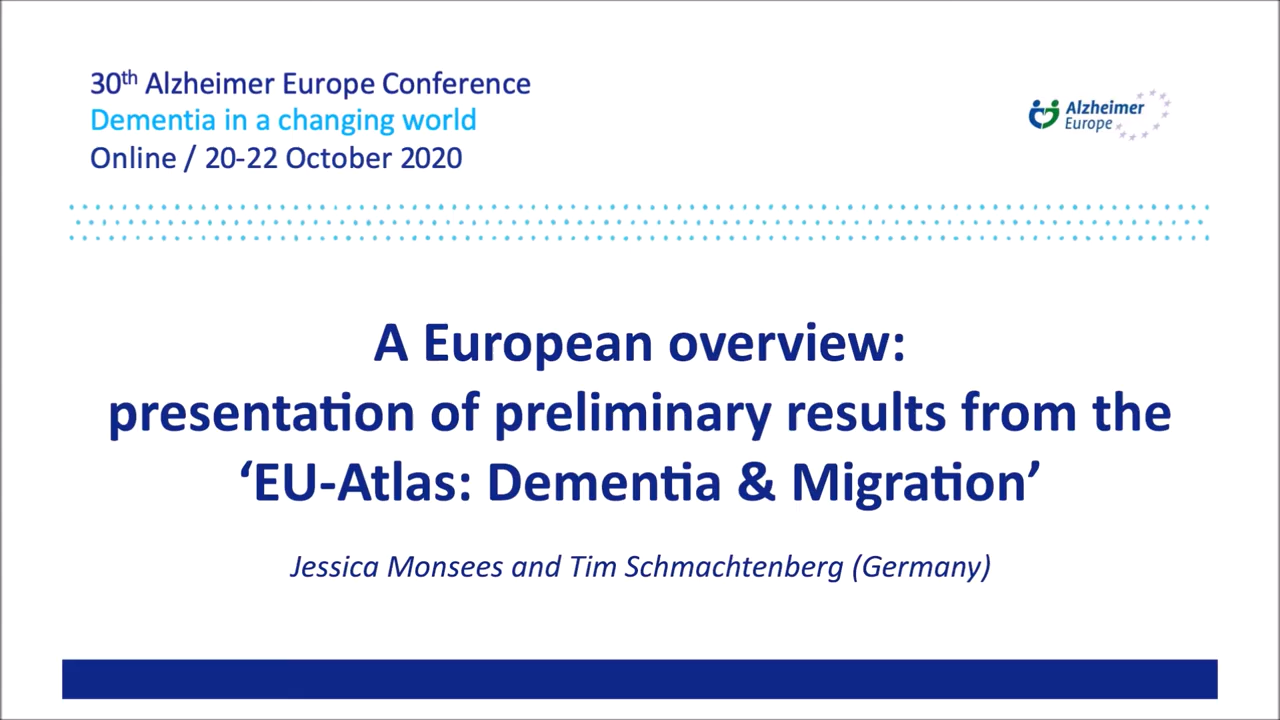 30th Alzheimer Europe Conference
Dementia in a changing world
Online / 20-22 October 2020
Alzheimer
Europe
A European overview:
presentation of preliminary results from the
‘EU-Atlas: Dementia & Migration’
Jessica Monsees and Tim Schmachtenberg (Germany)